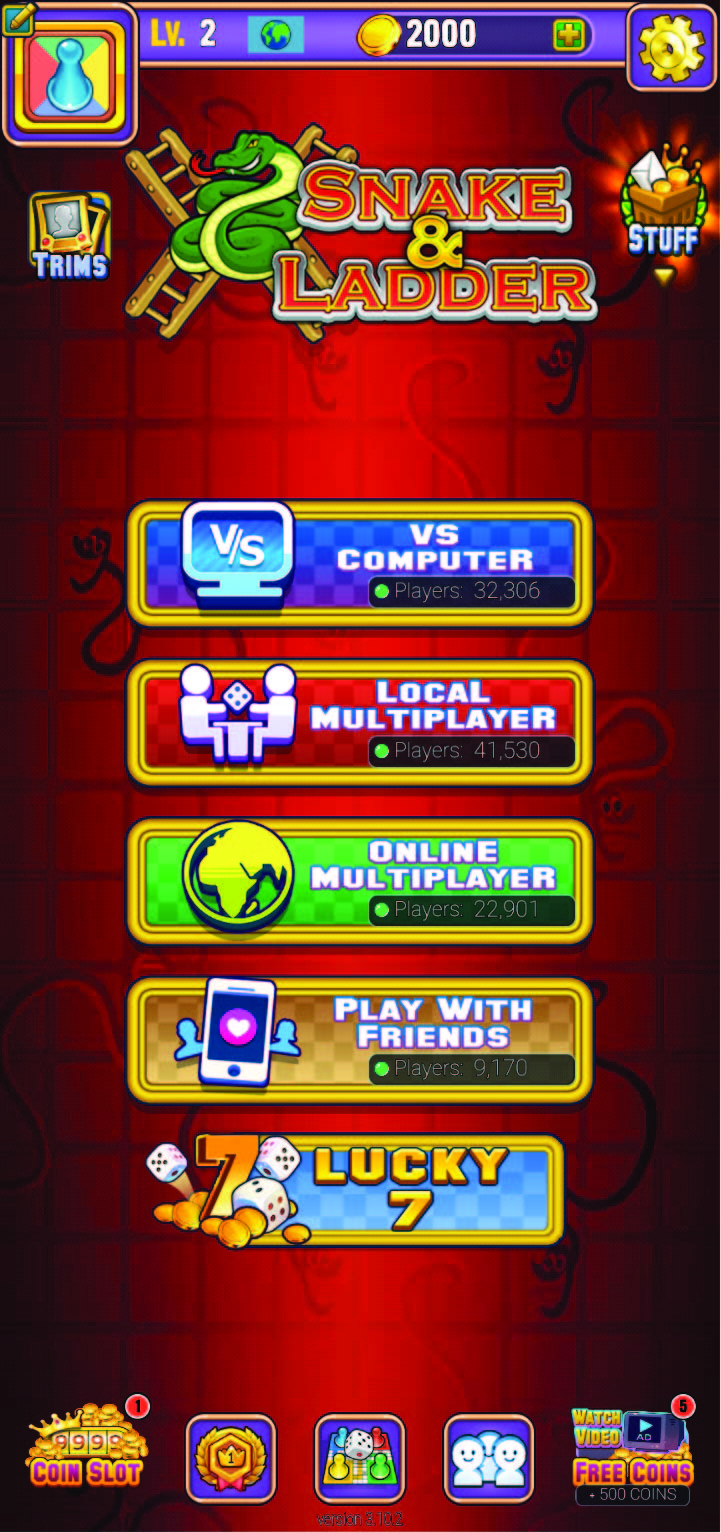 LV. 2
2000
SNAKE
&
LADDER
TRIMS
STUFF
V/S
VS
COMPUTER
Players: 32,306
LOCAL
MULTIPLAYER
Players: 41,530
ONLINE
MULTIPLAYER
Players: 22,901
PLAY WITH
FRIENDS
Players: 9,170
7
LUCKY
7
1
9999
COIN SLOT
1
5
WATCH
VIDEO
AD
FREE COINS
+ 500 COINS
version 3.10.2